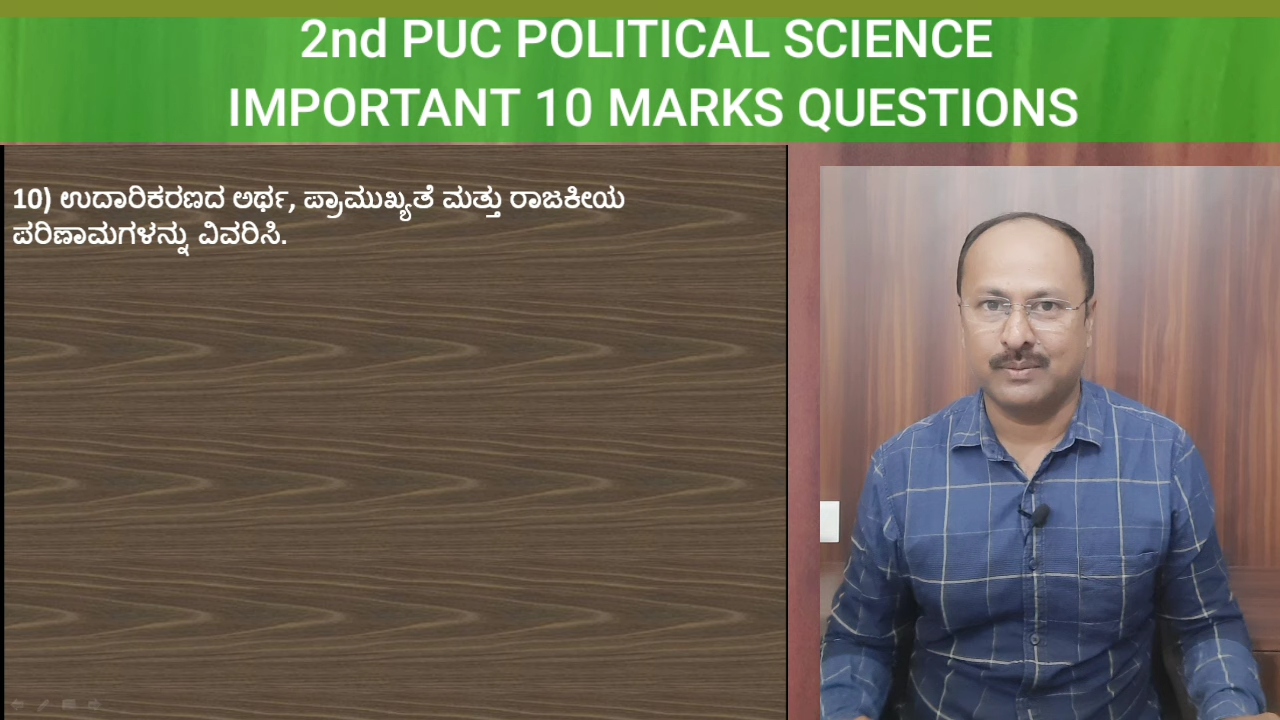 2nd PUC POLITICAL SCIENCE
IMPORTANT 10 MARKS QUESTIONS
10) ಉದಾರಿಕರಣದ ಅರ್ಥ, ಪ್ರಾಮುಖ್ಯತೆ ಮತ್ತು ರಾಜಕೀಯ
ಪರಿಣಾಮಗಳನ್ನು ವಿವರಿಸಿ.